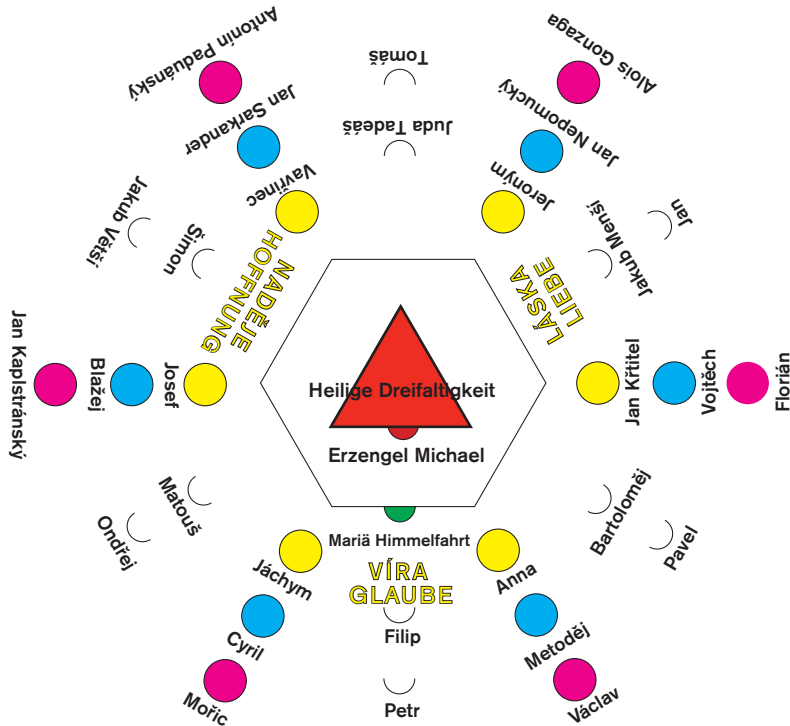 Antonín Paduánský
Tomáš
Alois Gonzaga
Jan Sarkander
Juda Tadeáš
Jan Nepomucký
Vavřinec
Jeroným
Jakub Větší
Šimon
Jakub Menší
Jan
NADĚJE
HOFFNUNG
LÁSKA
LIEBE
Jan Kapistránský
Blažej
Josef
Heilige Dreifaltigkeit
Jan Křtitel
Vojtěch
Florián
Erzengel Michael
Matouš
Ondřej
Bartoloměj
Pavel
Mariä Himmelfahrt
Jáchym
VÍRA
GLAUBE
Anna
Cyril
Filip
Metoděj
Mořic
Petr
Václav